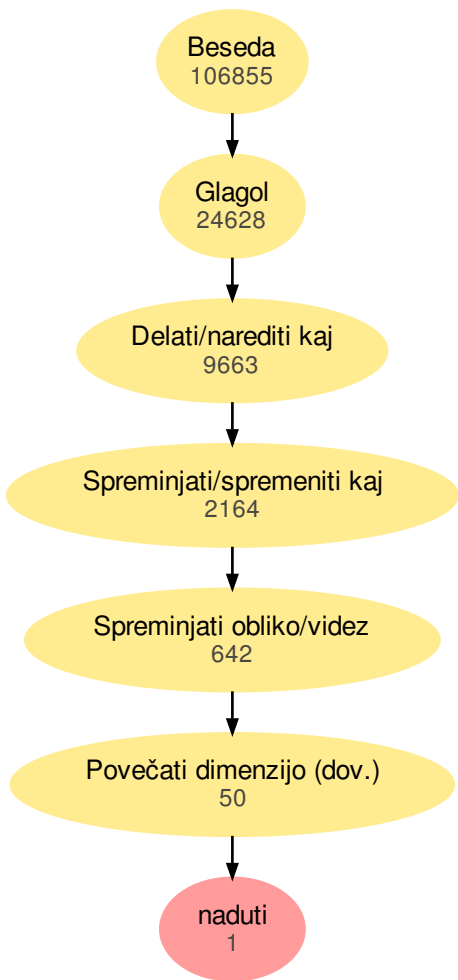 Beseda
106855
Glagol
24628
Delati/narediti kaj
9663
Spreminjati/spremeniti kaj
2164
Spreminjati obliko/videz
642
Povečati dimenzijo (dov.)
50
naduti
1